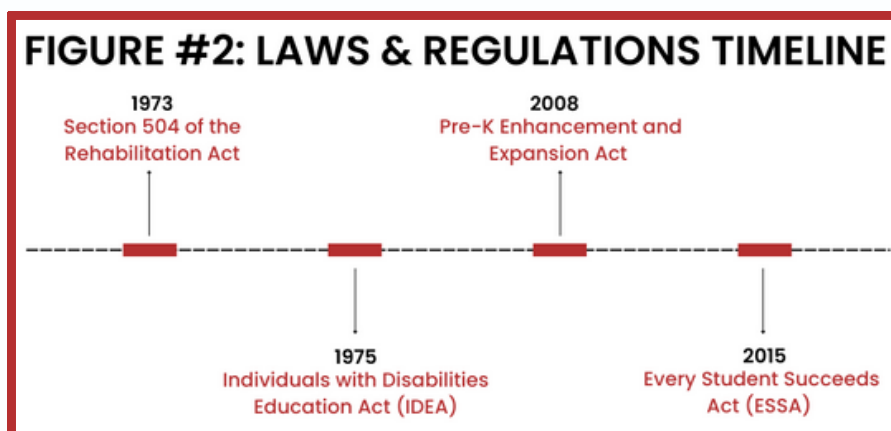 FIGURE #2: LAWS & REGULATIONS TIMELINE
1973
Section 504 of the
Rehabilitation Act
2008
Pre-K Enhancement and
Expansion Act
1975
Individuals with Disabilities
Education Act (IDEA)
2015
Every Student Succeeds
Act (ESSA)